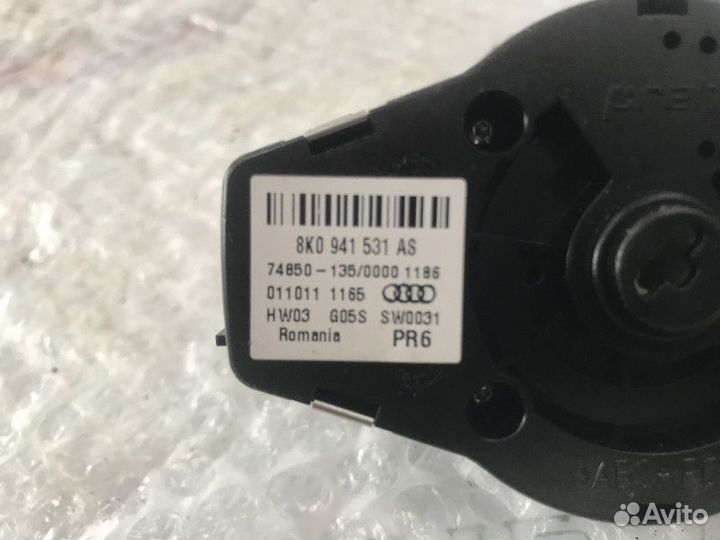 8K0 941 531 AS
74850-135/0000 1186
011011 1165
HW03 G05S SW0031
Romania PR6
Avito